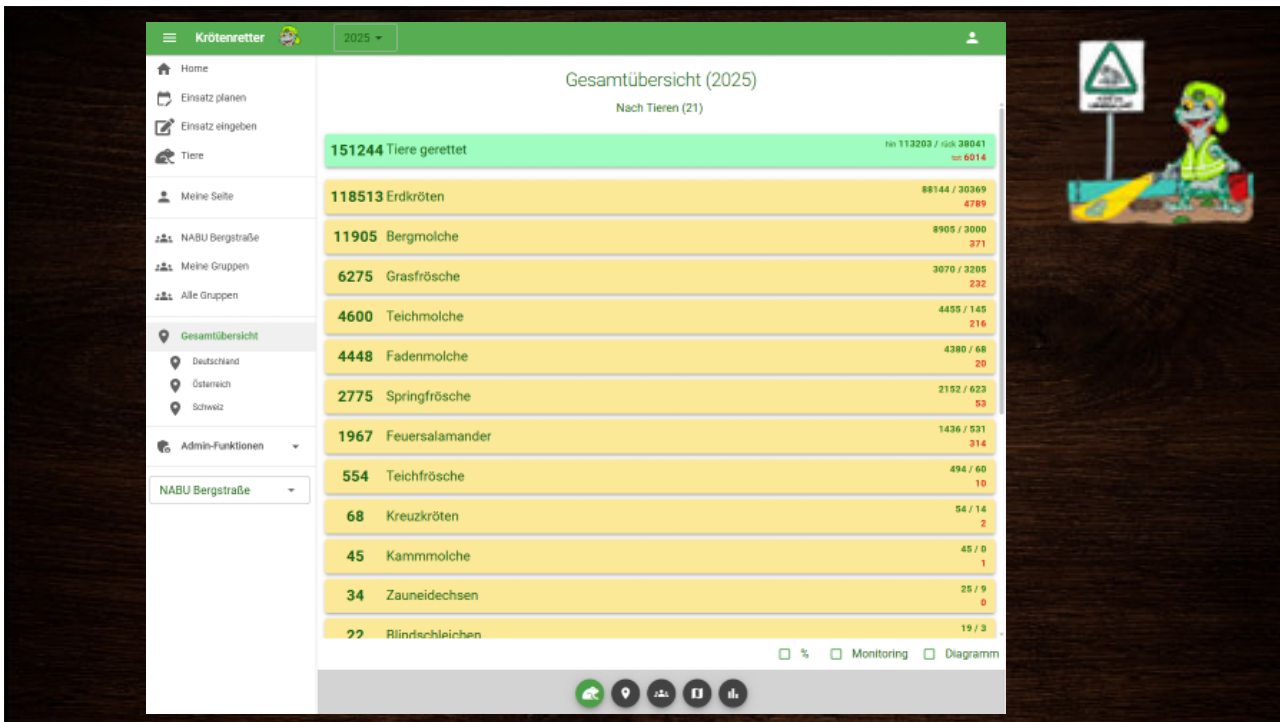 Krötenretter
2025
Home
Einsatz planen
Einsatz eingeben
Tiere
Meine Seite
NABU Bergstraße
Meine Gruppen
Alle Gruppen
Gesamtübersicht
Deutschland
Österreich
Schweiz
Admin-Funktionen
NABU Bergstraße
Gesamtübersicht (2025)
Nach Tieren (21)
151244 Tiere gerettet hin 113203 / rück 38041
tot 6014
118513 Erdkröten 88144 / 30369
4789
11905 Bergmolche 8905 / 3000
371
6275 Grasfrösche 3070 / 3205
232
4600 Teichmolche 4455 / 145
216
4448 Fadenmolche 4380 / 68
20
2775 Springfrösche 2152 / 623
53
1967 Feuersalamander 1436 / 531
314
554 Teichfrösche 494 / 60
10
68 Kreuzkröten 54 / 14
2
45 Kammmolche 45 / 0
1
34 Zauneidechsen 25 / 9
0
22 Blindschleichen 19 / 3
% Monitoring Diagramm